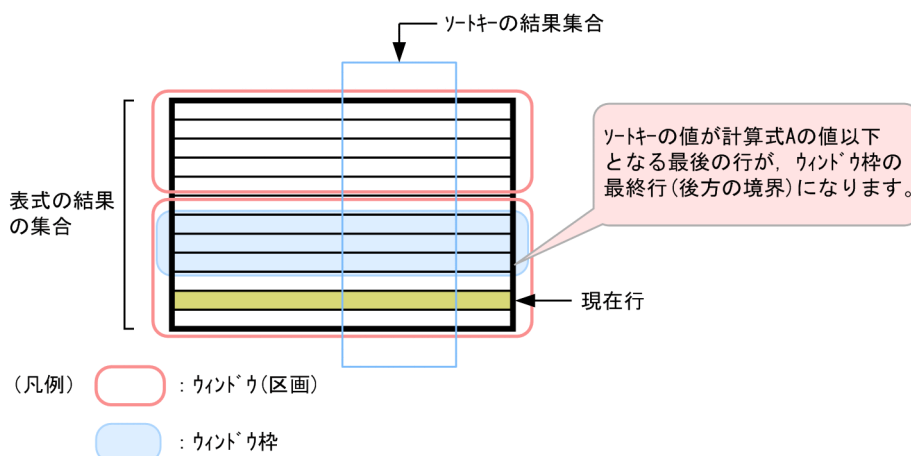 ｿｰﾄｷｰの結果集合
ｿｰﾄｷｰの値が計算式Aの値以下
となる最後の行が，ｳｨﾝﾄﾞｳ枠の
最終行(後方の境界)になります。
表式の結果
の集合
現在行
(凡例)
：ｳｨﾝﾄﾞｳ(区画)
：ｳｨﾝﾄﾞｳ枠